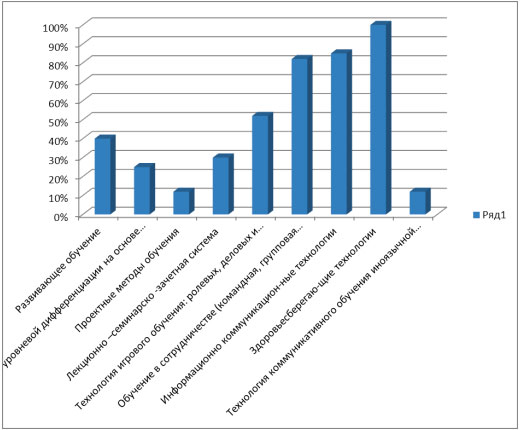 100%
90%
80%
70%
60%
50%
40%
30%
20%
10%
0%
Развивающее обучение
уровневой дифференциации на основе...
Проектные методы обучения
Лекционно –семинарско -зачетная система
Технология игрового обучения: ролевых, деловых и...
Обучение в сотрудничестве (командная, групповая...
Информационно коммуникацион-ные технологии
Здоровьесберегаю-щие технологии
Технология коммуникативного обучения иноязычной...
Ряд1